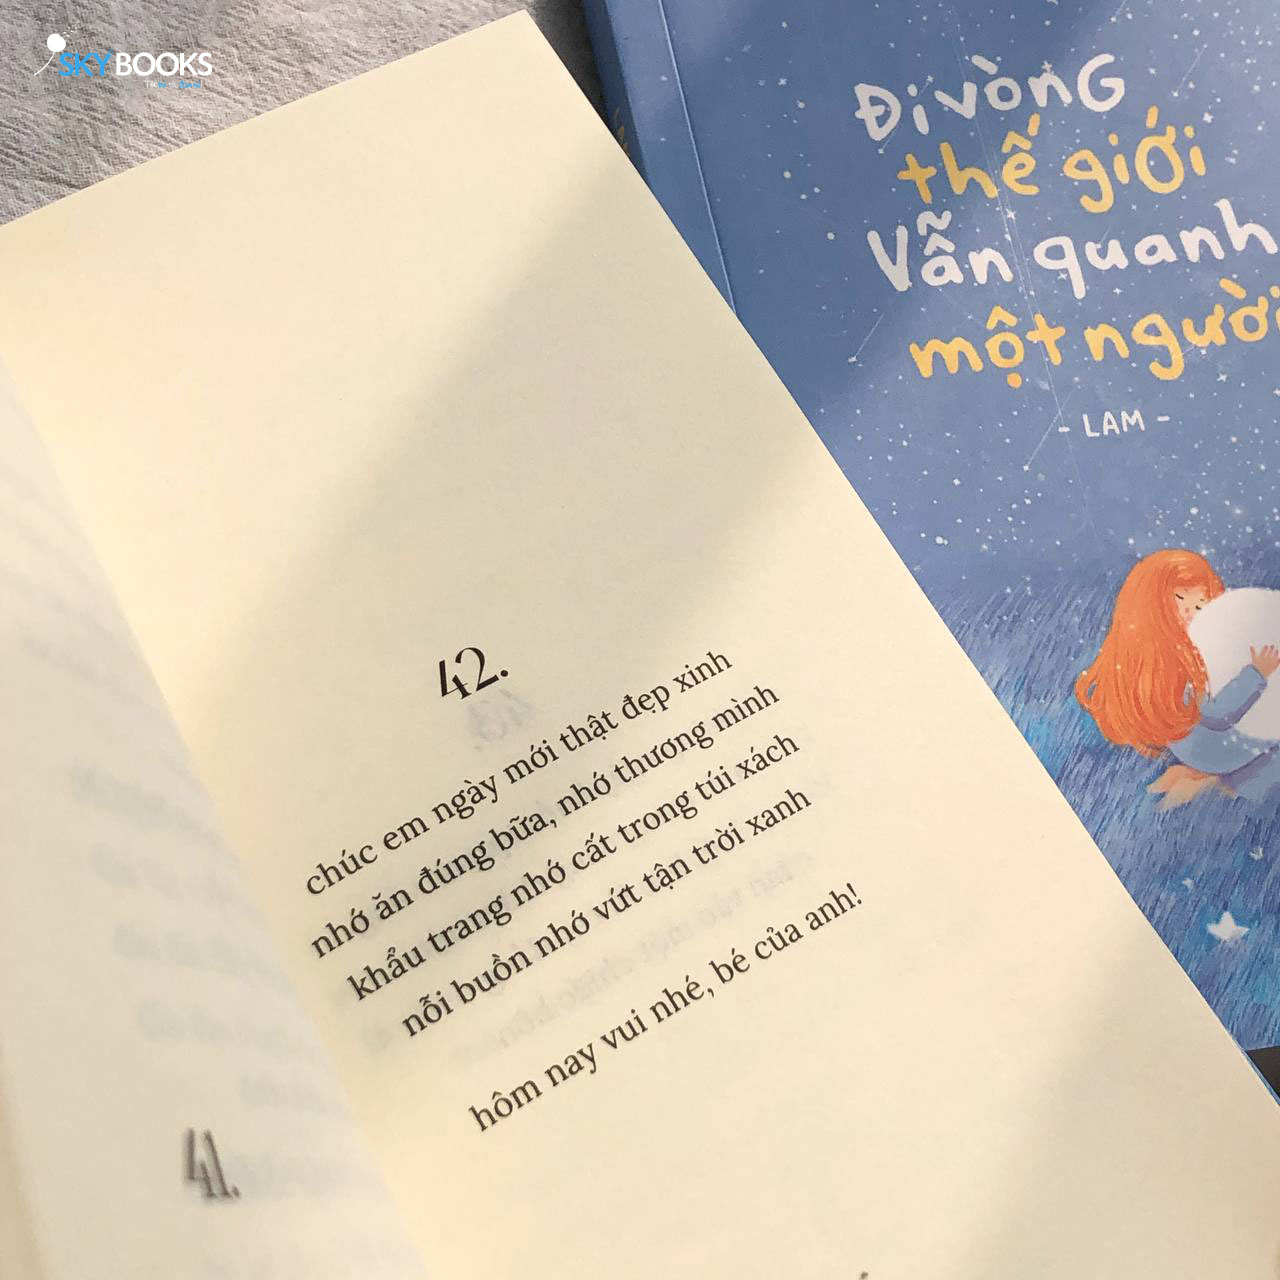 SKYBOOKS
Đi vòng
thế giới
Vẫn quanh
một người
- LAM -
42.
chúc em ngày mới thật đẹp xinh
nhớ ăn đúng bữa, nhớ thương mình
khẩu trang nhớ cất trong túi xách
nỗi buồn nhớ vứt tận trời xanh
hôm nay vui nhé, bé của anh!
41.
43.